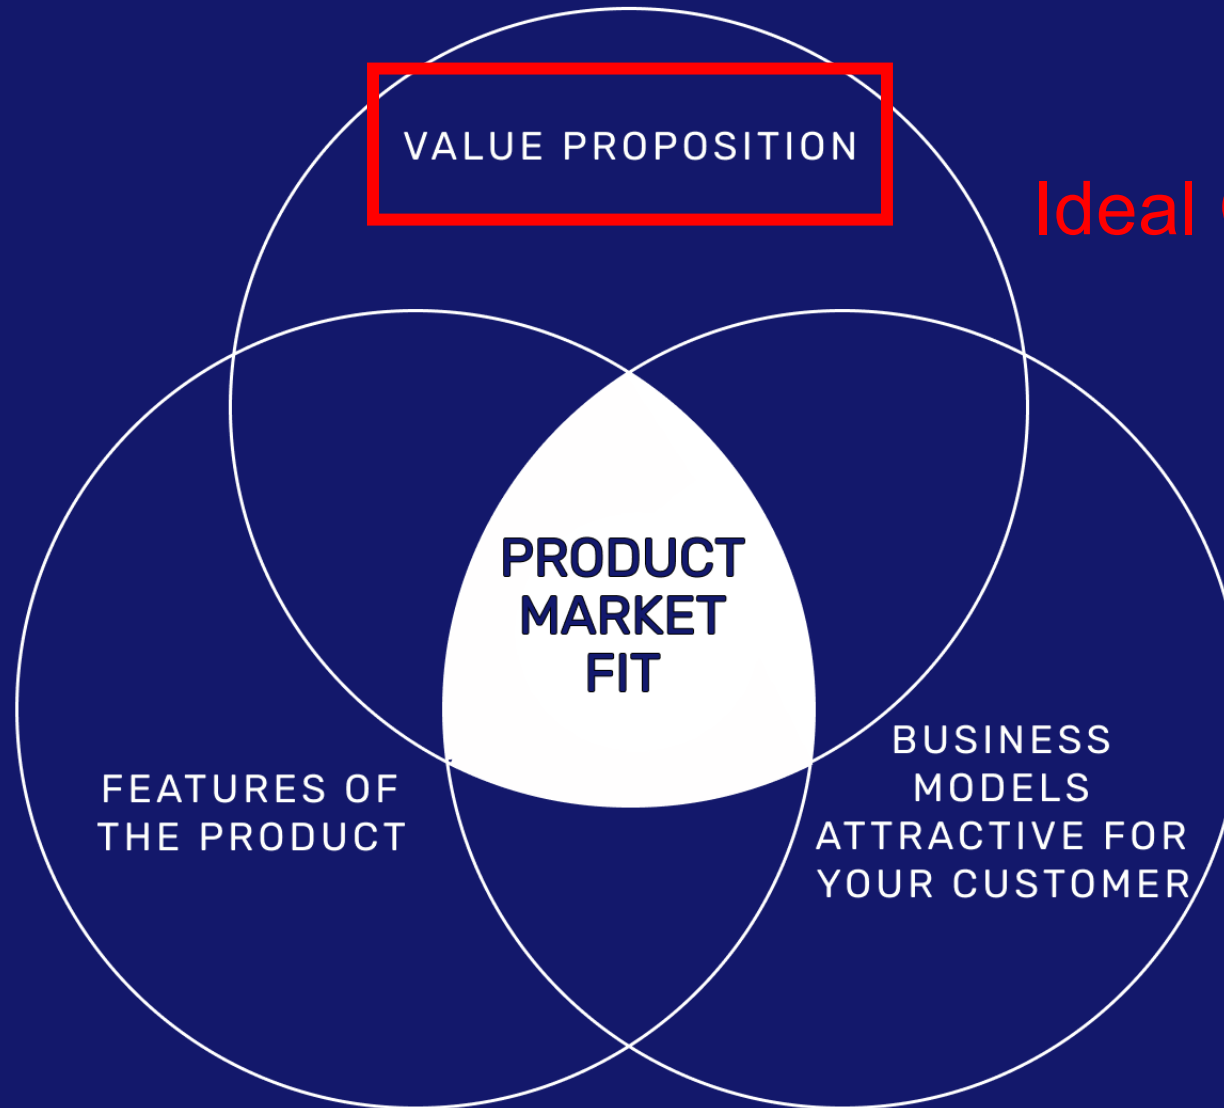 VALUE PROPOSITION
Ideal
PRODUCT
MARKET
FIT
BUSINESS
MODELS
ATTRACTIVE FOR
YOUR CUSTOMER
FEATURES OF
THE PRODUCT